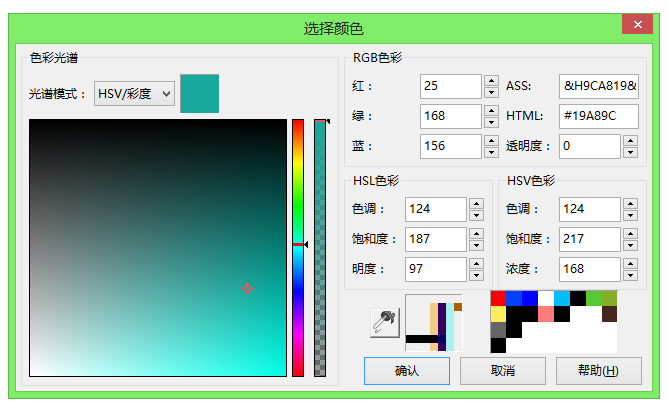 选择颜色
色彩光谱
光谱模式： HSV/彩度
RGB色彩
红： 25 ASS: &H9CA819&
绿： 168 HTML: #19A89C
蓝： 156 透明度： 0
HSL色彩
色调： 124
饱和度： 187
明度： 97
HSV色彩
色调： 124
饱和度： 217
浓度： 168
确认 取消 帮助(H)